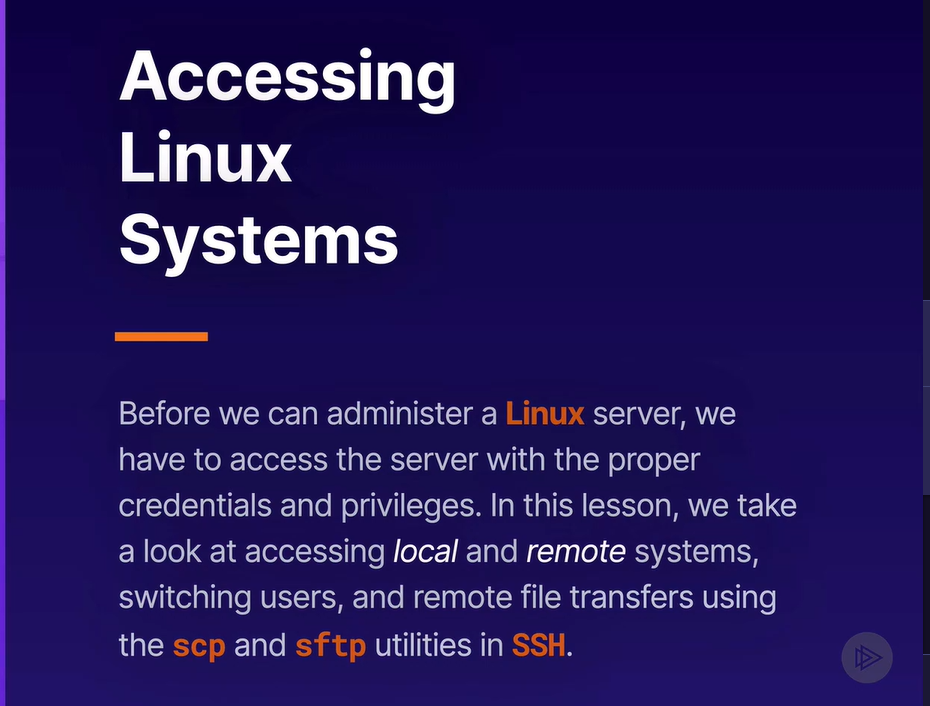 Accessing
Linux
Systems
Before we can administer a Linux server, we
have to access the server with the proper
credentials and privileges. In this lesson, we take
a look at accessing local and remote systems,
switching users, and remote file transfers using
the scp and sftp utilities in SSH.